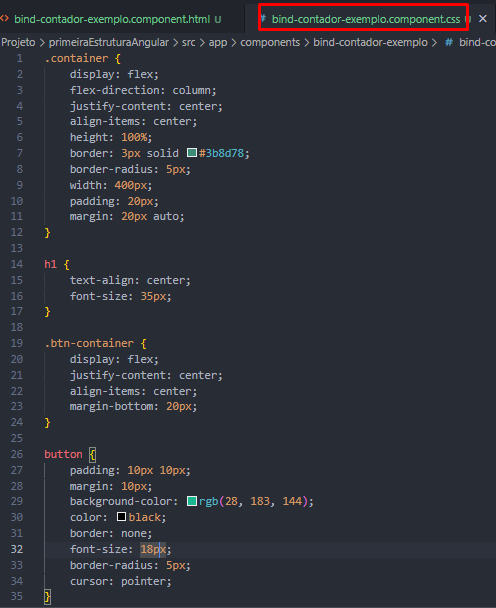 <> bind-contador-exemplo.component.html U
# bind-contador-exemplo.component.css U ×
Projeto > primeiraEstruturaAngular > src > app > components > bind-contador-exemplo > # bind-co
1 .container {
2 display: flex;
3 flex-direction: column;
4 justify-content: center;
5 align-items: center;
6 height: 100%;
7 border: 3px solid #3b8d78;
8 border-radius: 5px;
9 width: 400px;
10 padding: 20px;
11 margin: 20px auto;
12 }
13
14 h1 {
15 text-align: center;
16 font-size: 35px;
17 }
18
19 .btn-container {
20 display: flex;
21 justify-content: center;
22 align-items: center;
23 margin-bottom: 20px;
24 }
25
26 button {
27 padding: 10px 10px;
28 margin: 10px;
29 background-color: rgb(28, 183, 144);
30 color: black;
31 border: none;
32 font-size: 18px;
33 border-radius: 5px;
34 cursor: pointer;
35 }